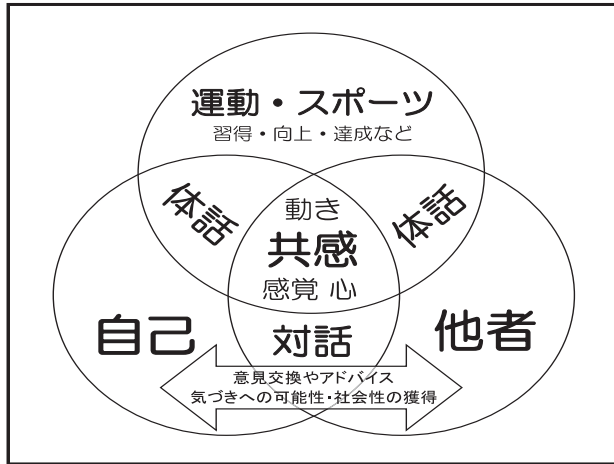 運動・スポーツ
習得・向上・達成など
体話
体話
動き
共感
感覚 心
自己
対話
他者
意見交換やアドバイス
気づきへの可能性・社会性の獲得